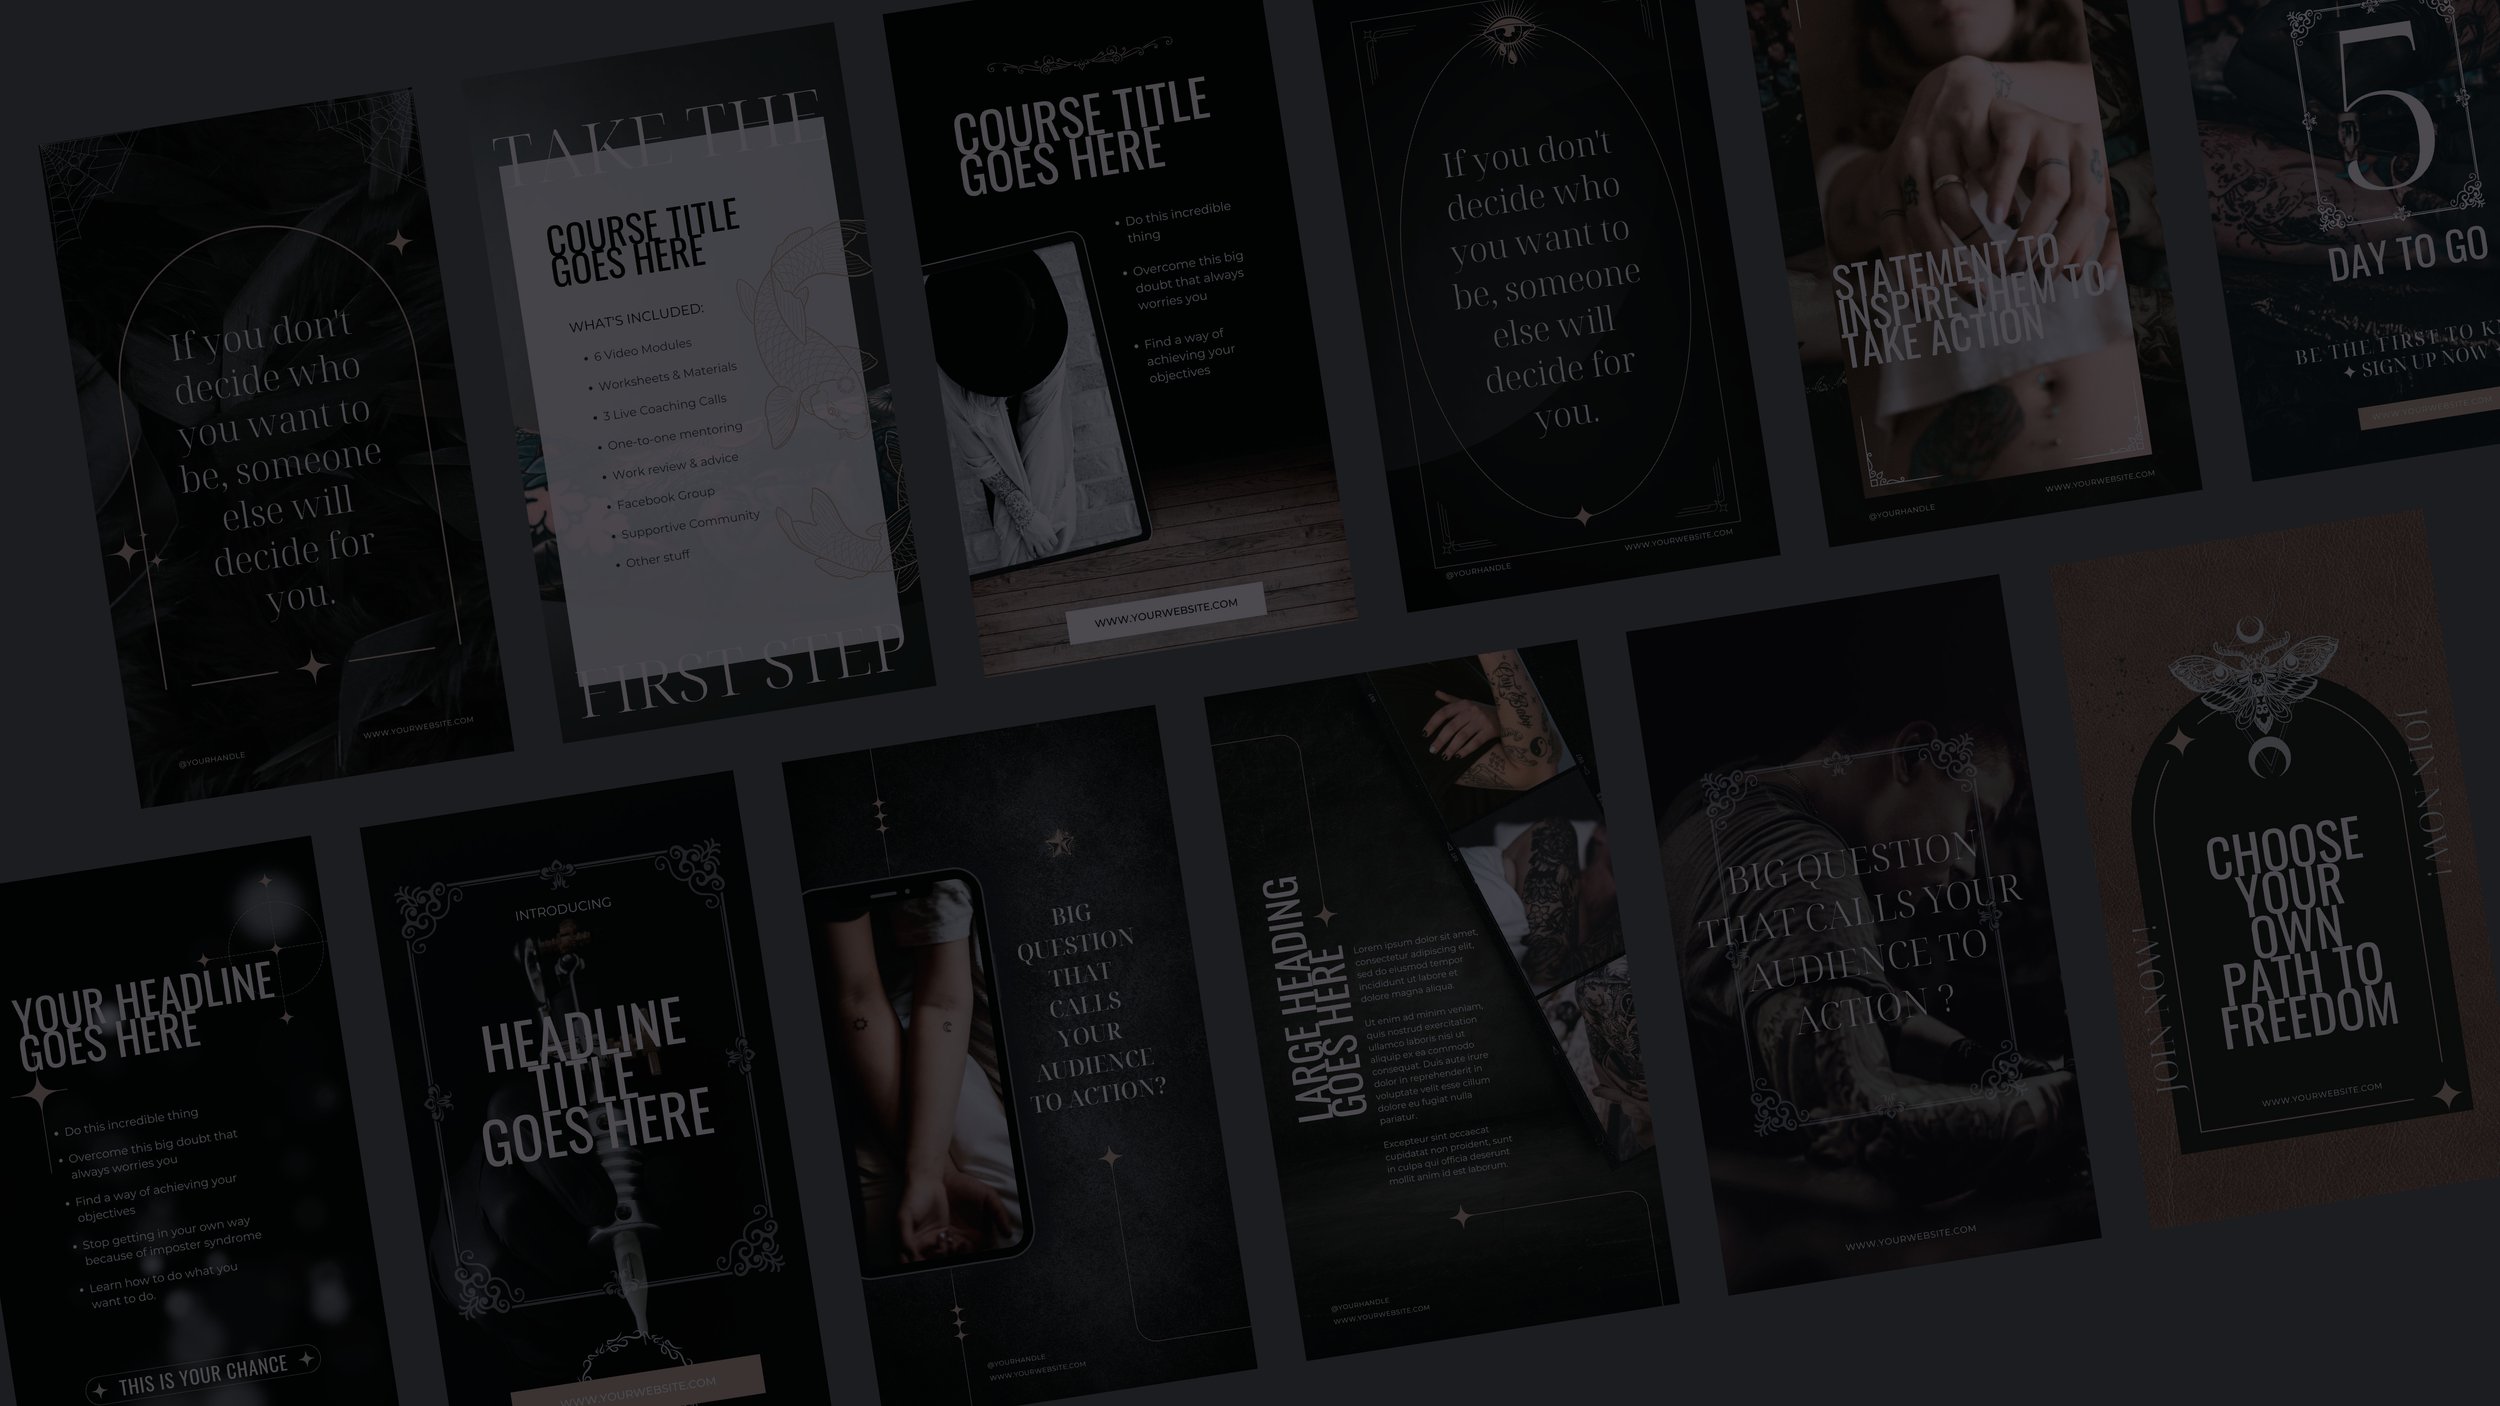 If you don't
decide who
you want to
be, someone
else will
decide for
you.
@YOURHANDLE
WWW.YOURWEBSITE.COM
TAKE THE
COURSE TITLE
GOES HERE
WHAT'S INCLUDED:
• 6 Video Modules
• Worksheets & Materials
• 3 Live Coaching Calls
• One-to-one mentoring
• Work review & advice
• Facebook Group
• Supportive Community
• Other stuff
FIRST STEP
COURSE TITLE
GOES HERE
• Do this incredible
thing
• Overcome this big
doubt that always
worries you
• Find a way of
achieving your
objectives
WWW.YOURWEBSITE.COM
If you don't
decide who
you want to
be, someone
else will
decide for
you.
@YOURHANDLE
WWW.YOURWEBSITE.COM
STATEMENT TO
INSPIRE THEM TO
TAKE ACTION
@YOURHANDLE
WWW.YOURWEBSITE.COM
5
DAY TO GO
BE THE FIRST TO K
SIGN UP NOW
WWW.YOURWEBSITE.COM
YOUR HEADLINE
GOES HERE
• Do this incredible thing
• Overcome this big doubt that
always worries you
• Find a way of achieving your
objectives
• Stop getting in your own way
because of imposter syndrome
• Learn how to do what you
want to do.
THIS IS YOUR CHANCE
INTRODUCING
HEADLINE
TITLE
GOES HERE
WWW.YOURWEBSITE.COM
BIG
QUESTION
THAT
CALLS
YOUR
AUDIENCE
TO ACTION?
@YOURHANDLE
WWW.YOURWEBSITE.COM
LARGE HEADING
GOES HERE
Lorem ipsum dolor sit amet,
consectetur adipiscing elit,
sed do eiusmod tempor
incididunt ut labore et
dolore magna aliqua.
Ut enim ad minim veniam,
quis nostrud exercitation
ullamco laboris nisi ut
aliquip ex ea commodo
consequat. Duis aute irure
dolor in reprehenderit in
voluptate velit esse cillum
dolore eu fugiat nulla
pariatur.
Excepteur sint occaecat
cupidatat non proident, sunt
in culpa qui officia deserunt
mollit anim id est laborum.
@YOURHANDLE
WWW.YOURWEBSITE.COM
BIG QUESTION
THAT CALLS YOUR
AUDIENCE TO
ACTION ?
WWW.YOURWEBSITE.COM
JOIN NOW!
CHOOSE
YOUR
OWN
PATH TO
FREEDOM
WWW.YOURWEBSITE.COM
JOIN NOW!